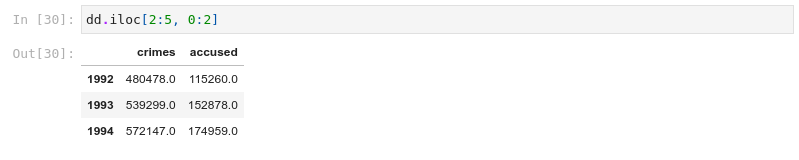 In [30]: dd.iloc[2:5, 0:2]
Out[30]:
crimes accused
1992 480478.0 115260.0
1993 539299.0 152878.0
1994 572147.0 174959.0